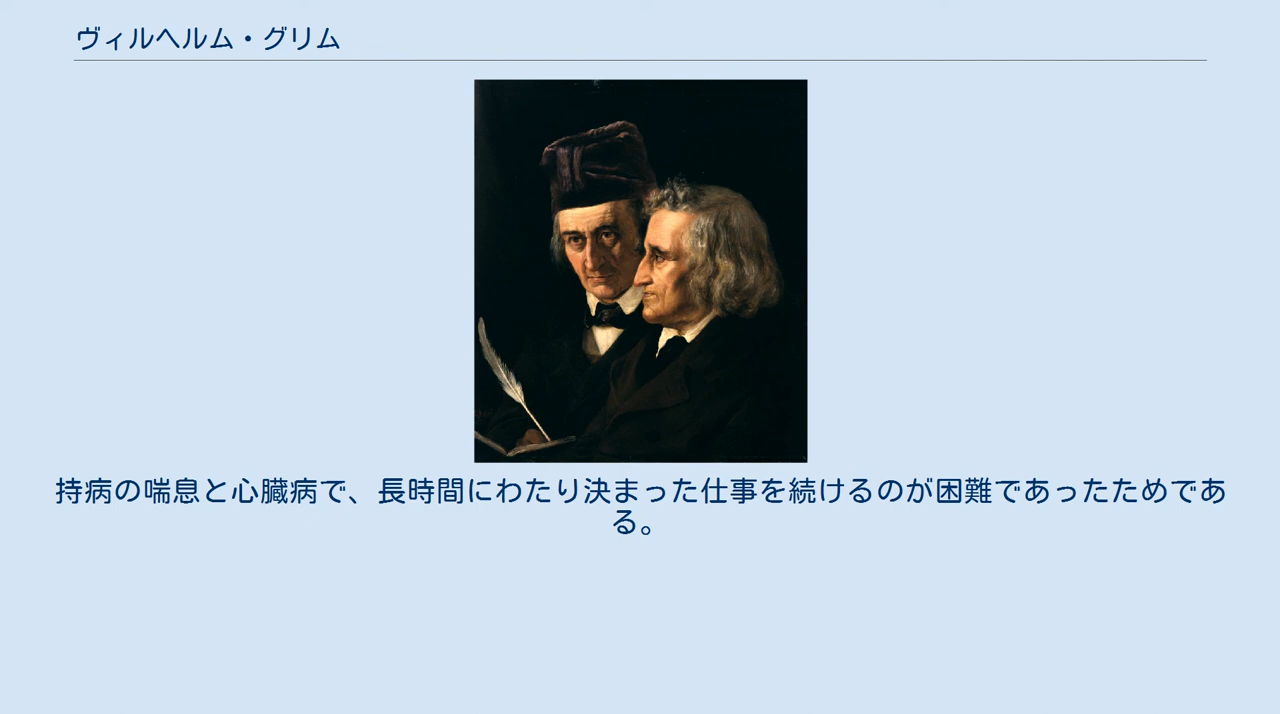 ヴィルヘルム・グリム
持病の喘息と心臓病で、長時間にわたり決まった仕事を続けるのが困難であったためであ
る。